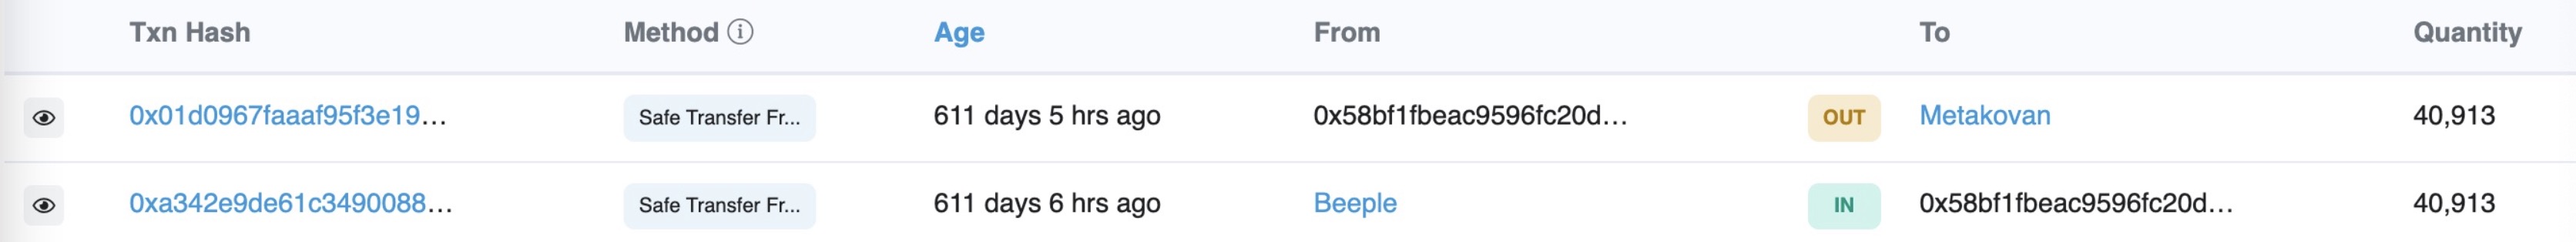 Txn Hash Method Age From To Quantity
0x01d0967faaaf95f3e19... Safe Transfer Fr... 611 days 5 hrs ago 0x58bf1fbeac9596fc20d... OUT Metakovan 40,913
0xa342e9de61c3490088... Safe Transfer Fr... 611 days 6 hrs ago Beeple IN 0x58bf1fbeac9596fc20d... 40,913